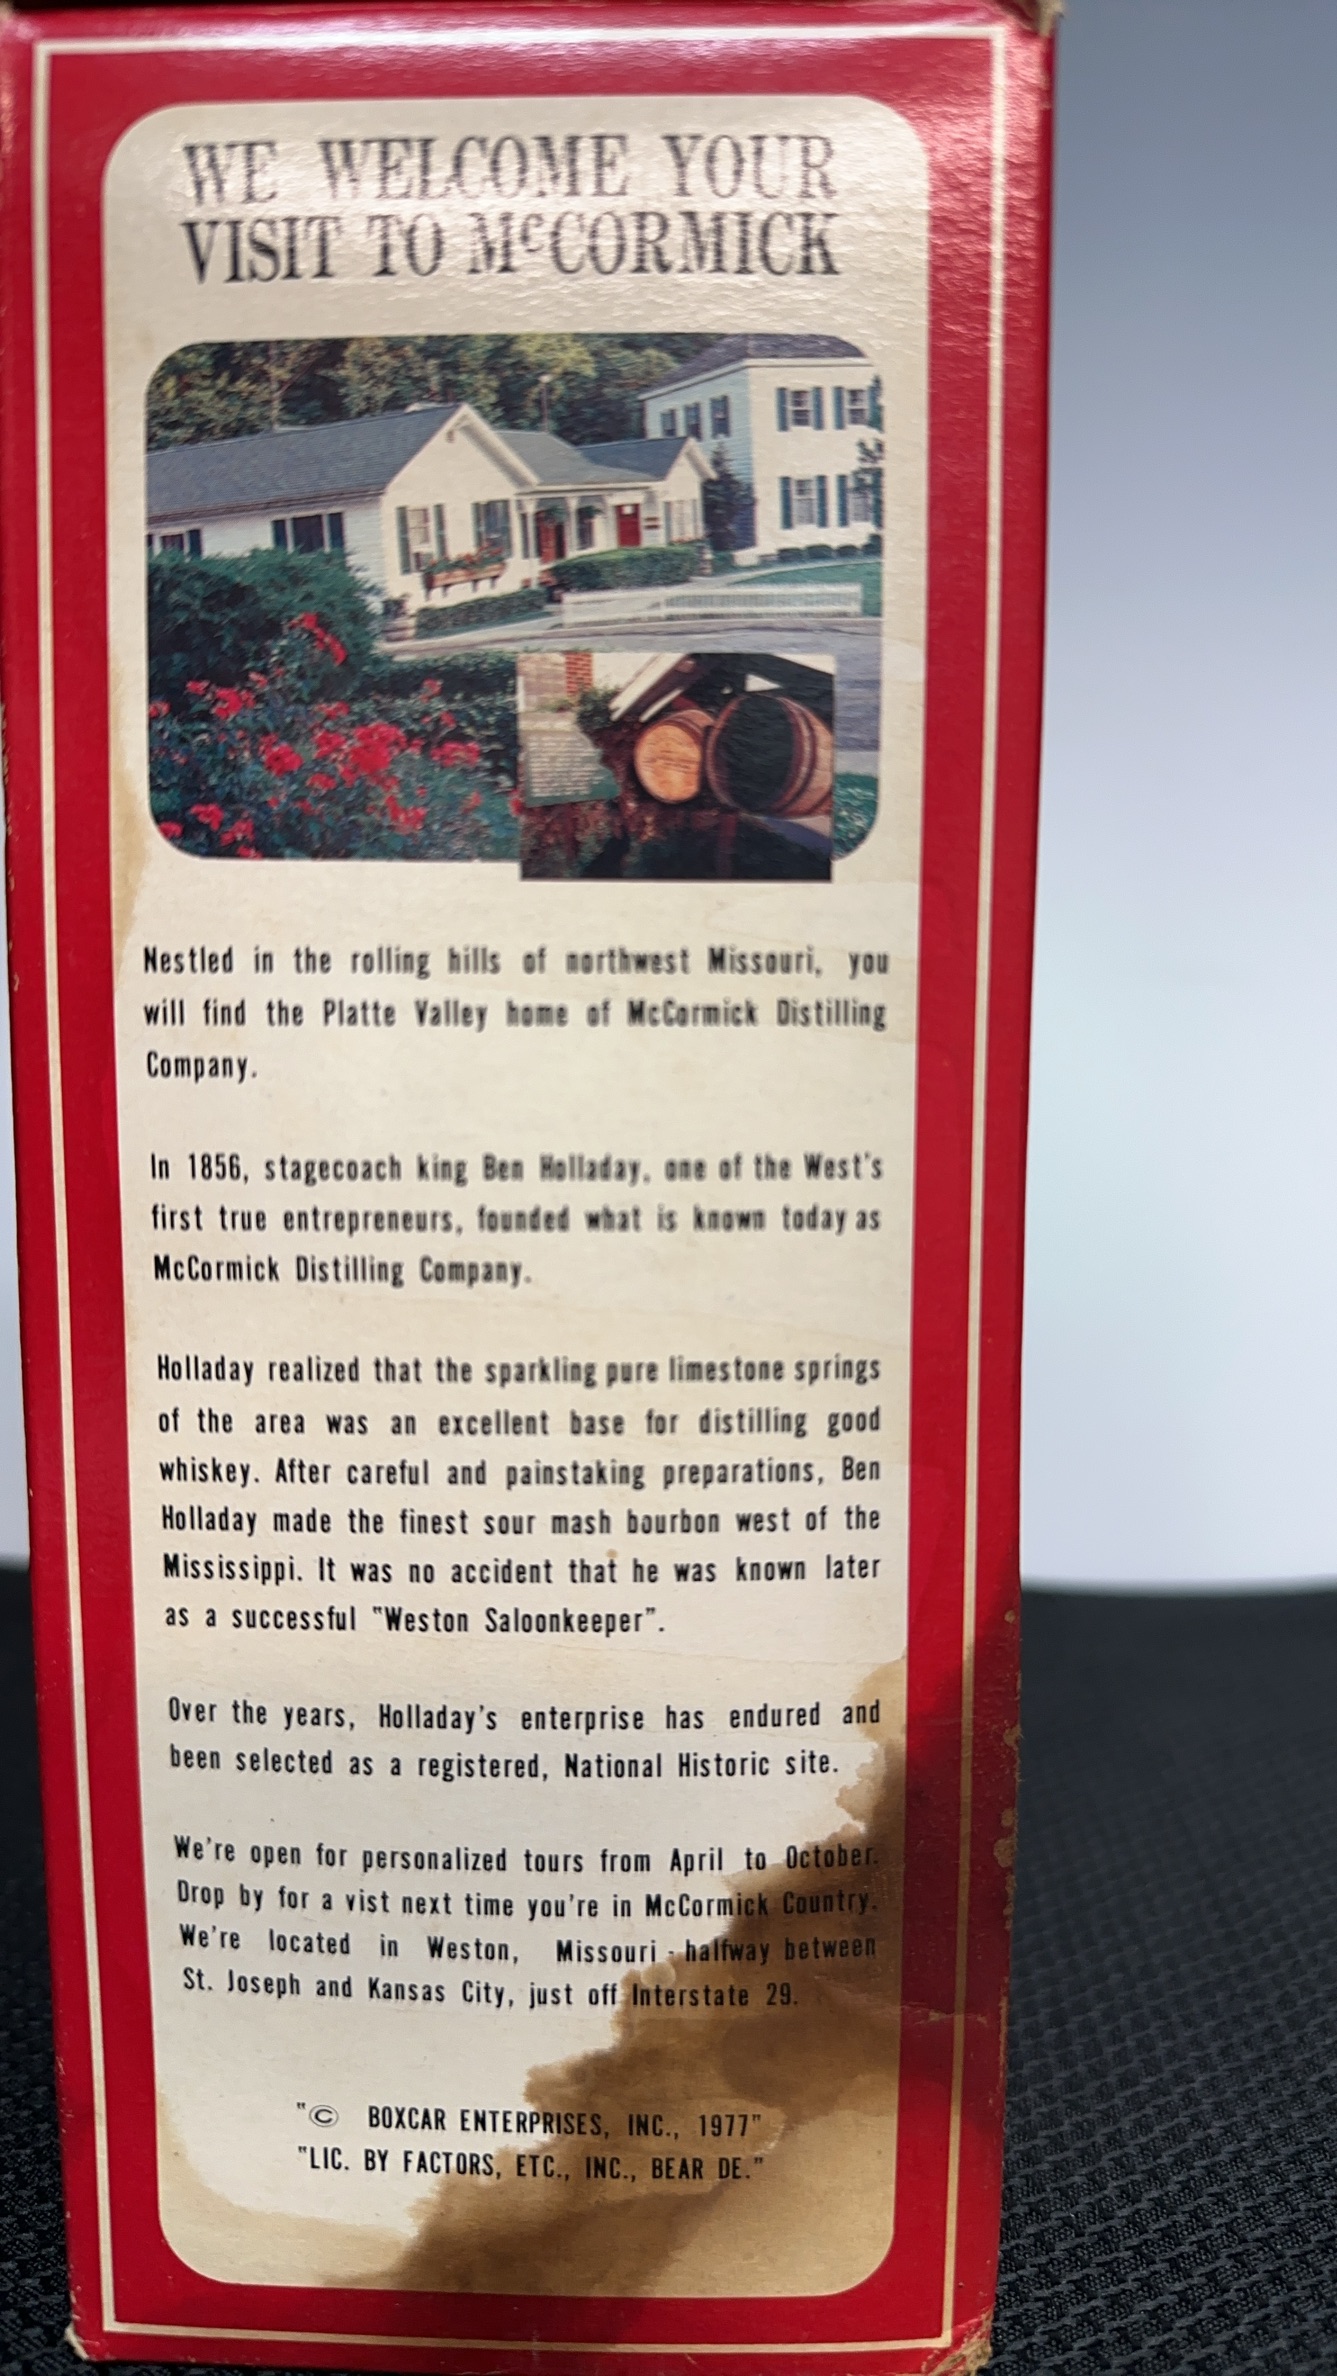 WE WELCOME YOUR
VISIT TO McCORMICK
Nestled in the rolling hills of northwest Missouri, you
will find the Platte Valley home of McCormick Distilling
Company.
In 1856, stagecoach king Ben Holladay, one of the West's
first true entrepreneurs, founded what is known today as
McCormick Distilling Company.
Holladay realized that the sparkling pure limestone springs
of the area was an excellent base for distilling good
whiskey. After careful and painstaking preparations, Ben
Holladay made the finest sour mash bourbon west of the
Mississippi. It was no accident that he was known later
as a successful "Weston Saloonkeeper".
Over the years, Holladay's enterprise has endured and
been selected as a registered, National Historic site.
We're open for personalized tours from April to October.
Drop by for a vist next time you're in McCormick Country.
We're located in Weston, Missouri - halfway between
St. Joseph and Kansas City, just off Interstate 29.
"© BOXCAR ENTERPRISES, INC., 1977"
"LIC. BY FACTORS, ETC., INC., BEAR DE."